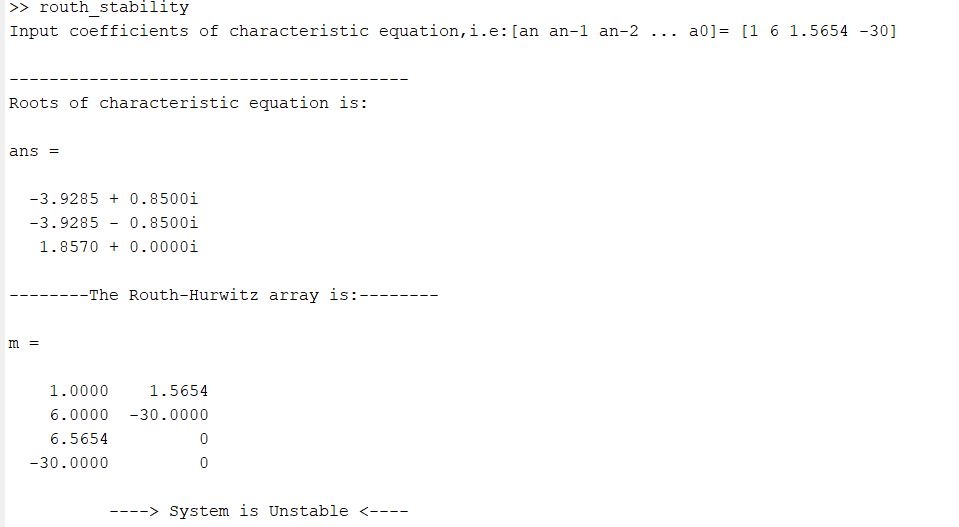 >> routh_stability
Input coefficients of characteristic equation,i.e:[an an-1 an-2 ... a0]= [1 6 1.5654 -30]
----------------------------------------
Roots of characteristic equation is:
ans =
-3.9285 + 0.8500i
-3.9285 - 0.8500i
1.8570 + 0.0000i
--------The Routh-Hurwitz array is:--------
m =
1.0000 1.5654
6.0000 -30.0000
6.5654 0
-30.0000 0
----> System is Unstable <----